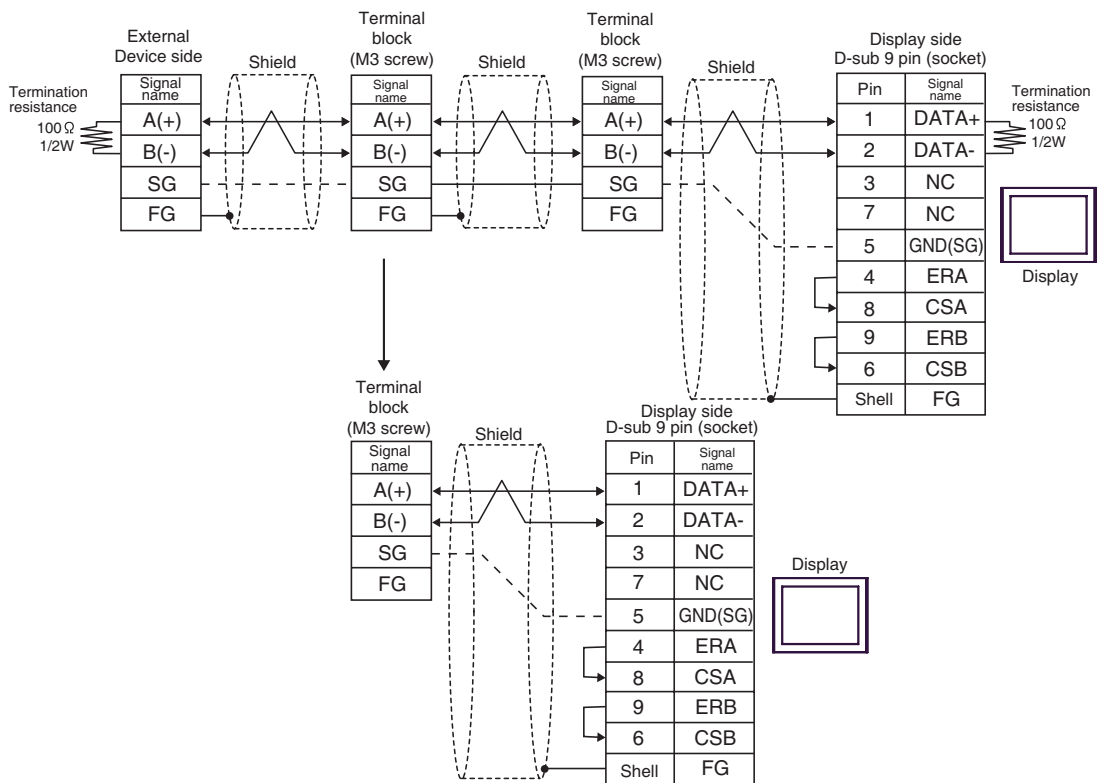 External
Device side
Terminal
block
(M3 screw)
Terminal
block
(M3 screw)
Display side
D-sub 9 pin (socket)
Shield
Shield
Shield
Termination
resistance
100 Ω
1/2W
Signal
name
A(+)
B(-)
SG
FG
Signal
name
A(+)
B(-)
SG
FG
Signal
name
A(+)
B(-)
SG
FG
Pin Signal
name
1 DATA+
2 DATA-
3 NC
7 NC
5 GND(SG)
4 ERA
8 CSA
9 ERB
6 CSB
Shell FG
Termination
resistance
100 Ω
1/2W
Display
Terminal
block
(M3 screw)
Shield
Display side
D-sub 9 pin (socket)
Signal
name
A(+)
B(-)
SG
FG
Pin Signal
name
1 DATA+
2 DATA-
3 NC
7 NC
5 GND(SG)
4 ERA
8 CSA
9 ERB
6 CSB
Shell FG
Display